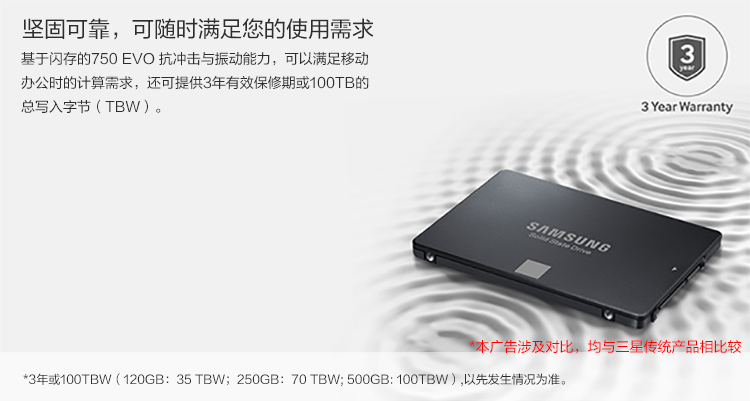 坚固可靠，可随时满足您的使用需求
基于闪存的750 EVO 抗冲击与振动能力，可以满足移动
办公时的计算需求，还可提供3年有效保修期或100TB的
总写入字节（TBW）。
3
year
3 Year Warranty
SAMSUNG
Solid State Drive
*本广告涉及对比，均与三星传统产品相比较
*3年或100TBW（120GB：35 TBW；250GB：70 TBW; 500GB: 100TBW）,以先发生情况为准。